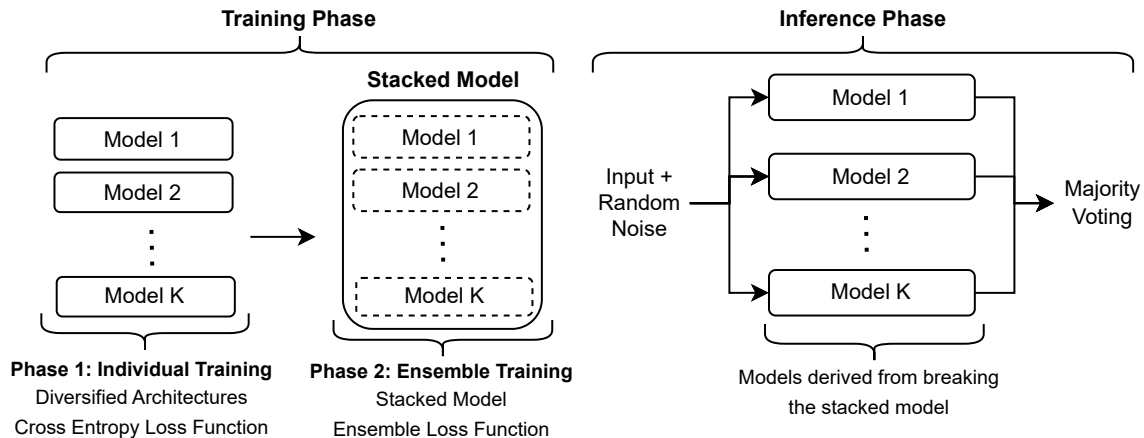 Training Phase
Model 1
Model 2
Model K
Phase 1: Individual Training
Diversified Architectures
Cross Entropy Loss Function
Stacked Model
Model 1
Model 2
Model K
Phase 2: Ensemble Training
Stacked Model
Ensemble Loss Function
Inference Phase
Input +
Random
Noise
Model 1
Model 2
Model K
Majority
Voting
Models derived from breaking
the stacked model